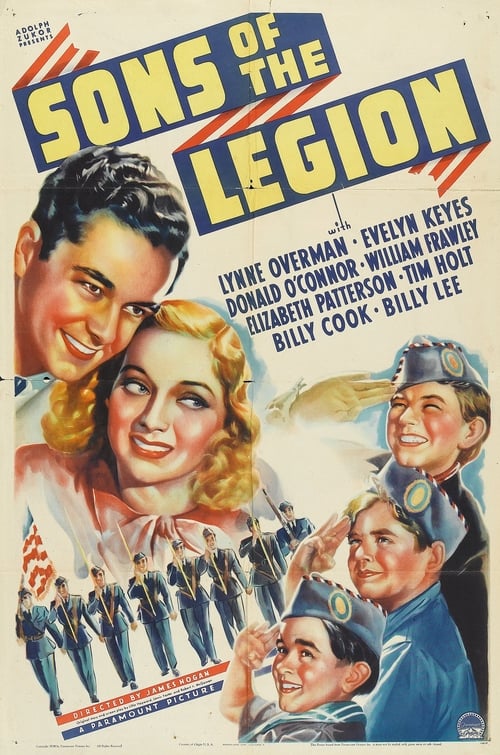 ADOLPH
ZUKOR
PRESENTS
SONS OF
THE
LEGION
with
LYNNE OVERMAN · EVELYN KEYES
DONALD O'CONNOR · WILLIAM FRAWLEY
ELIZABETH PATTERSON · TIM HOLT
BILLY COOK · BILLY LEE
DIRECTED BY JAMES HOGAN
A PARAMOUNT PICTURE